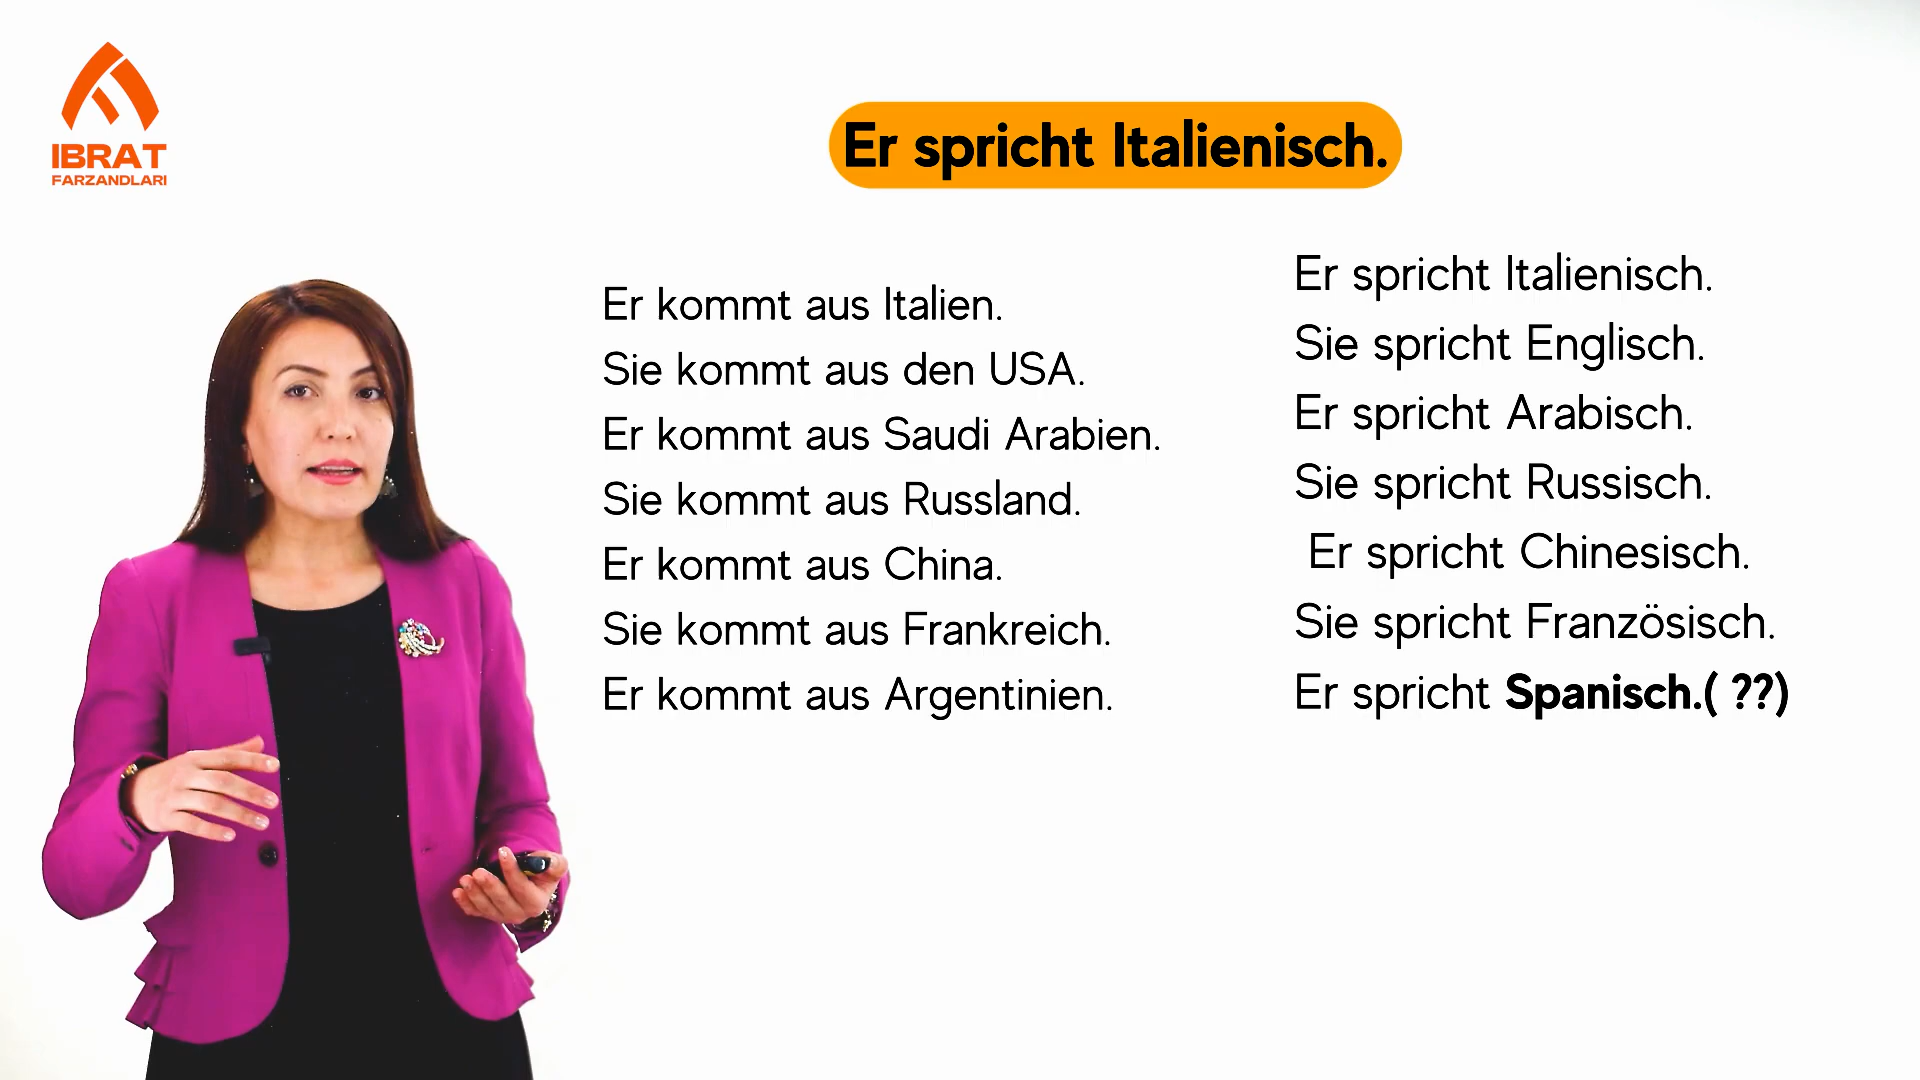 IBRAT
FARZANDLARI
Er spricht Italienisch.
Er kommt aus Italien.
Sie kommt aus den USA.
Er kommt aus Saudi Arabien.
Sie kommt aus Russland.
Er kommt aus China.
Sie kommt aus Frankreich.
Er kommt aus Argentinien.
Er spricht Italienisch.
Sie spricht Englisch.
Er spricht Arabisch.
Sie spricht Russisch.
Er spricht Chinesisch.
Sie spricht Französisch.
Er spricht Spanisch.( ??)